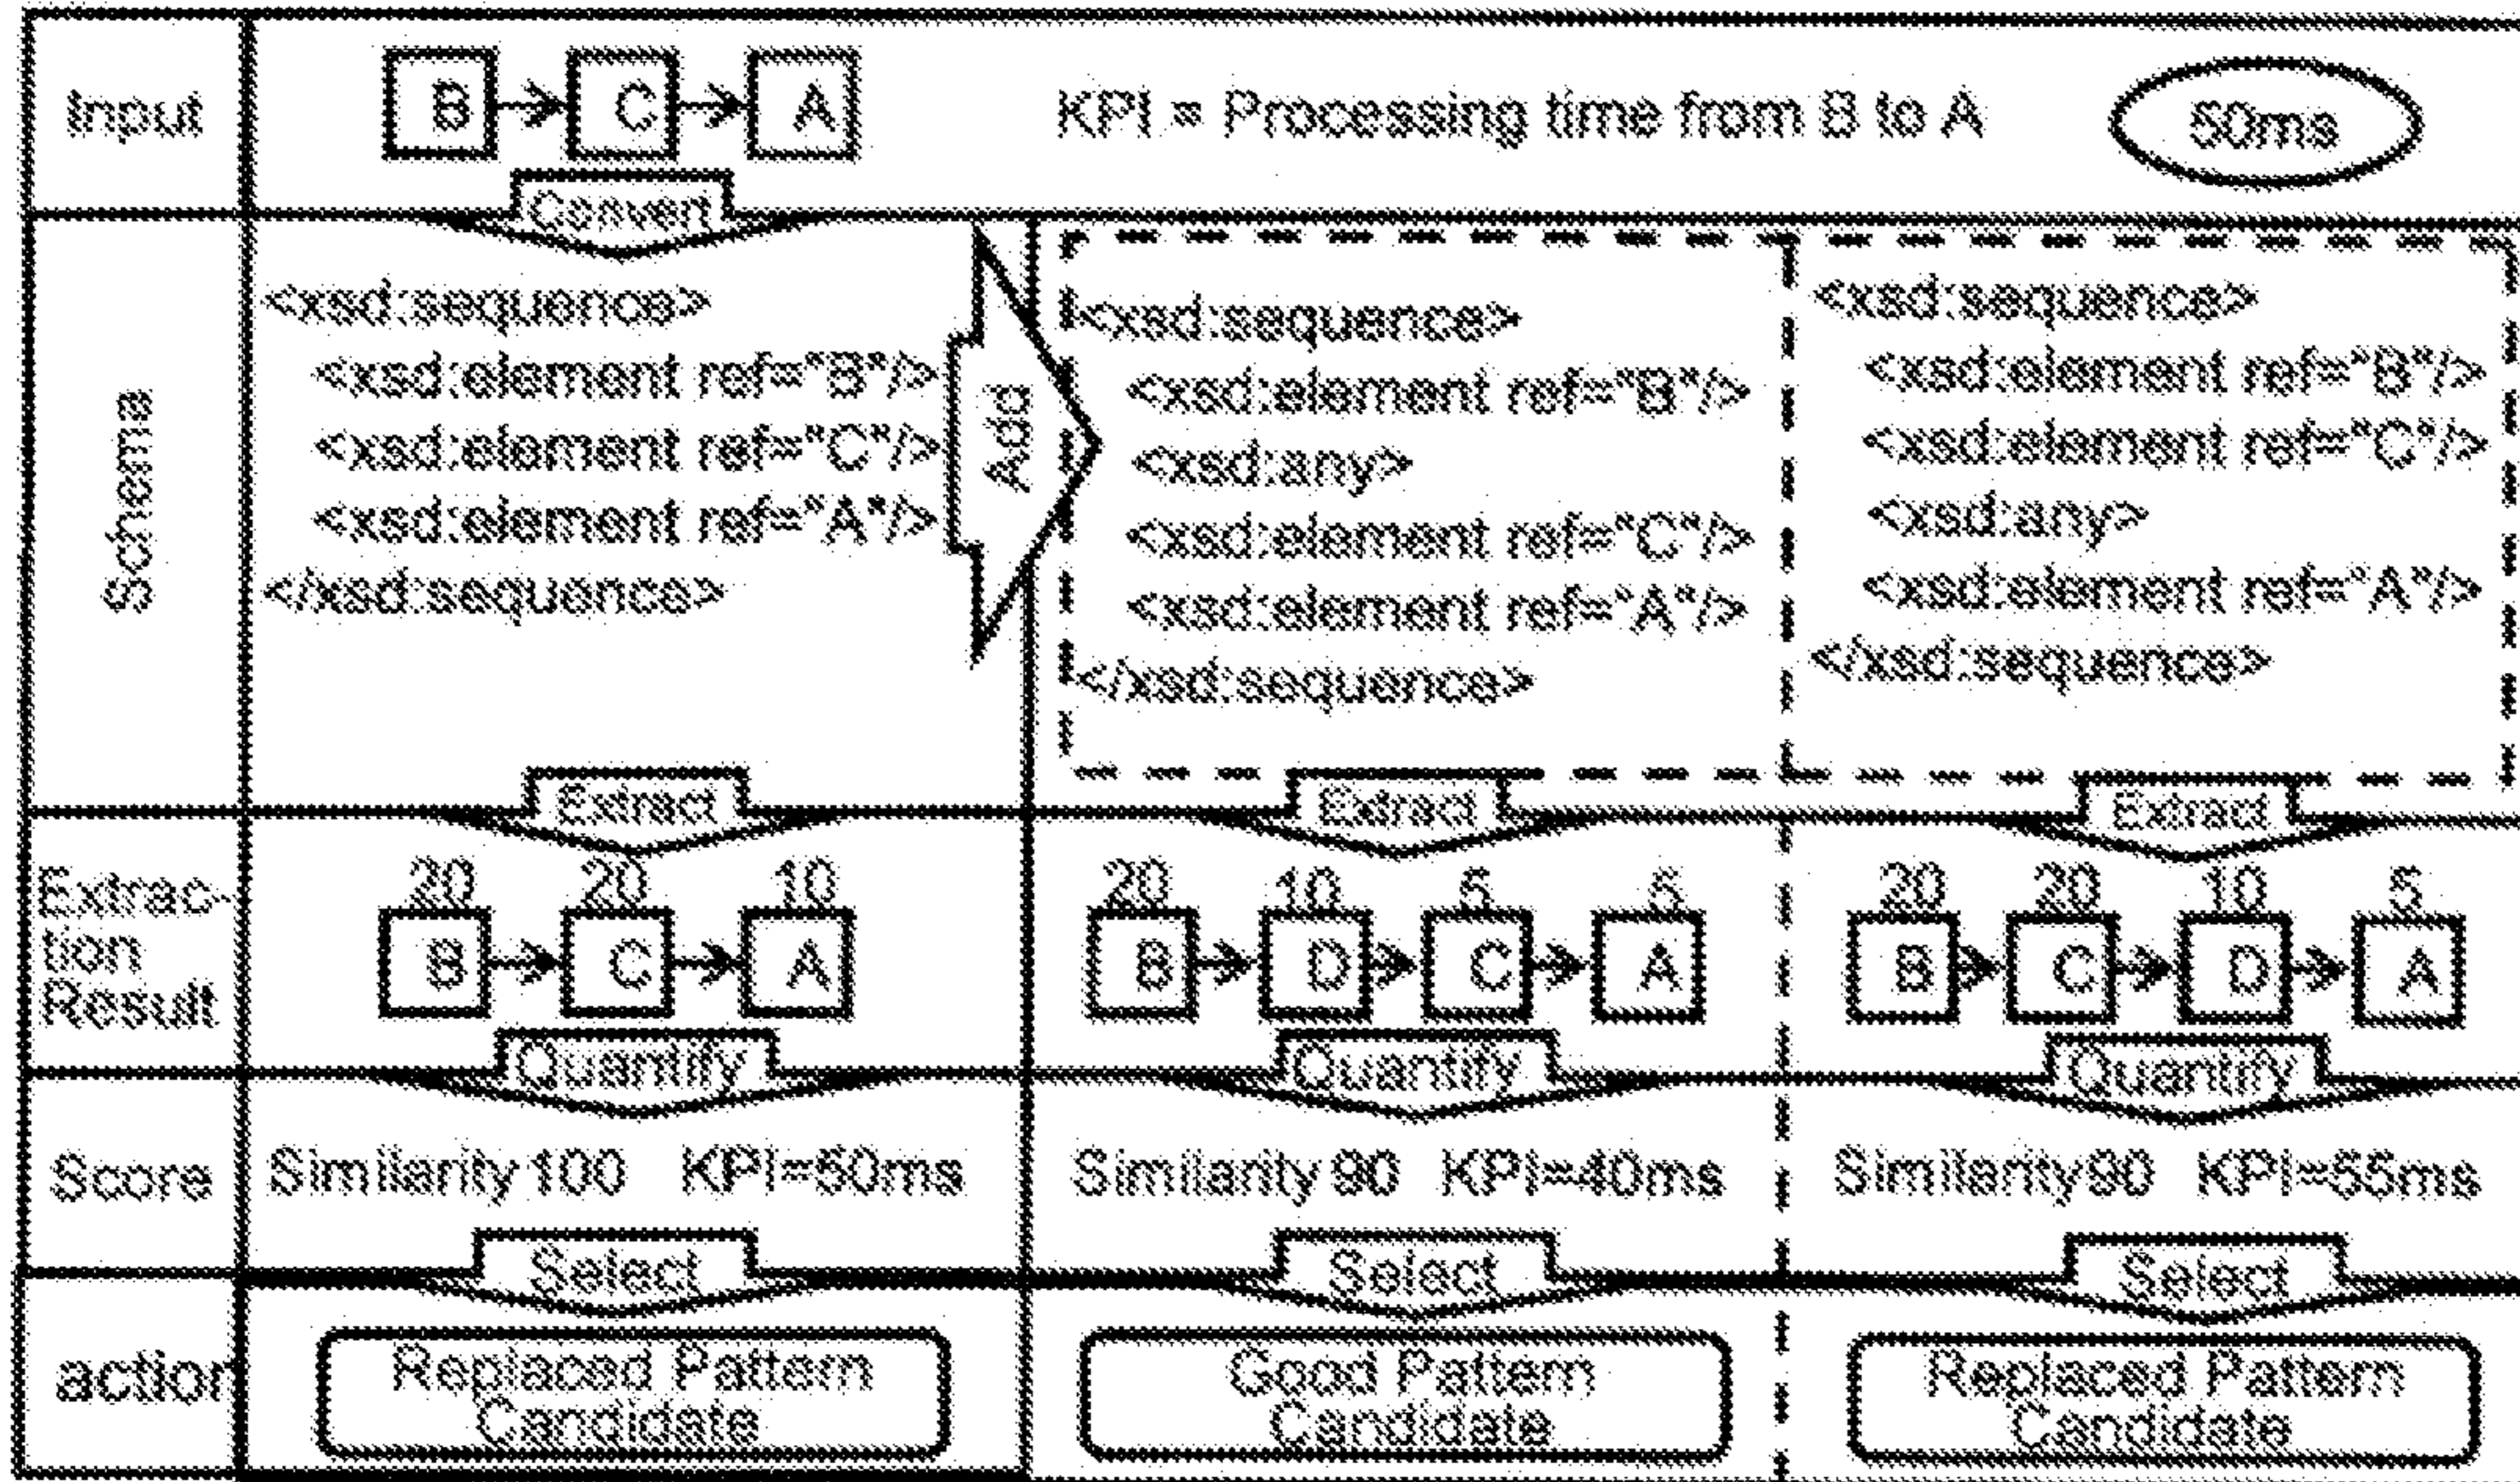 Input
B C A KPI = Processing time from B to A 50ms
Convert
Schema
<xsd:sequence>
<xsd:element ref="B"/>
<xsd:element ref="C"/>
<xsd:element ref="A"/>
</xsd:sequence>
Add
<xsd:sequence>
<xsd:element ref="B"/>
<xsd:any>
<xsd:element ref="C"/>
<xsd:element ref="A"/>
</xsd:sequence>
<xsd:sequence>
<xsd:element ref="B"/>
<xsd:element ref="C"/>
<xsd:any>
<xsd:element ref="A"/>
</xsd:sequence>
Extract Extract Extract
Extrac-
tion
Result
20 20 10
B C A
20 10 5 5
B D C A
20 20 10 5
B C D A
Quantify Quantify Quantify
Score
Similarity 100 KPI=50ms
Similarity 90 KPI=40ms
Similarity 90 KPI=55ms
Select Select Select
action
Replaced Pattern
Candidate
Good Pattern
Candidate
Replaced Pattern
Candidate